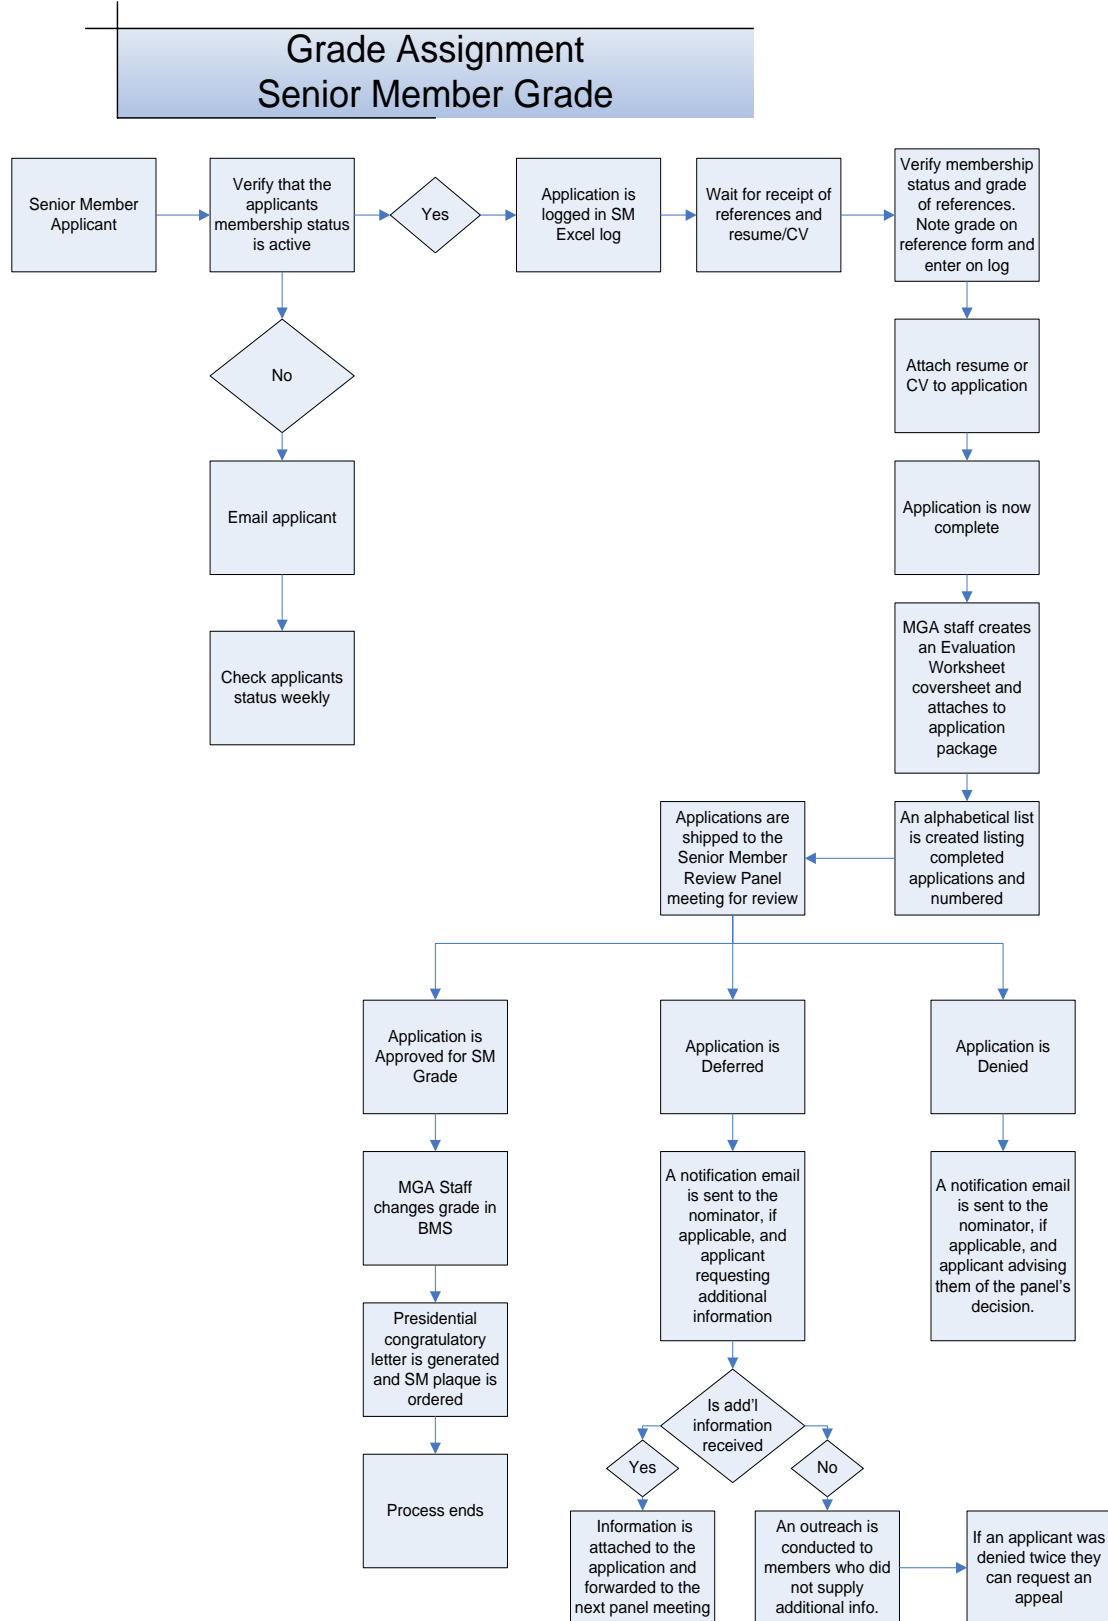 Grade Assignment
Senior Member Grade
Senior Member
Applicant
Verify that the
applicants
membership status
is active
Yes
Application is
logged in SM
Excel log
Wait for receipt of
references and
resume/CV
Verify membership
status and grade
of references.
Note grade on
reference form and
enter on log
No
Attach resume or
CV to application
Email applicant
Application is now
complete
Check applicants
status weekly
MGA staff creates
an Evaluation
Worksheet
coversheet and
attaches to
application
package
Applications are
shipped to the
Senior Member
Review Panel
meeting for review
An alphabetical list
is created listing
completed
applications and
numbered
Application is
Approved for SM
Grade
Application is
Deferred
Application is
Denied
MGA Staff
changes grade in
BMS
A notification email
is sent to the
nominator, if
applicable, and
applicant
requesting
additional
information
A notification email
is sent to the
nominator, if
applicable, and
applicant advising
them of the panel's
decision.
Presidential
congratulatory
letter is generated
and SM plaque is
ordered
Is add'l
information
received
Yes
No
Process ends
Information is
attached to the
application and
forwarded to the
next panel meeting
An outreach is
conducted to
members who did
not supply
additional info.
If an applicant was
denied twice they
can request an
appeal